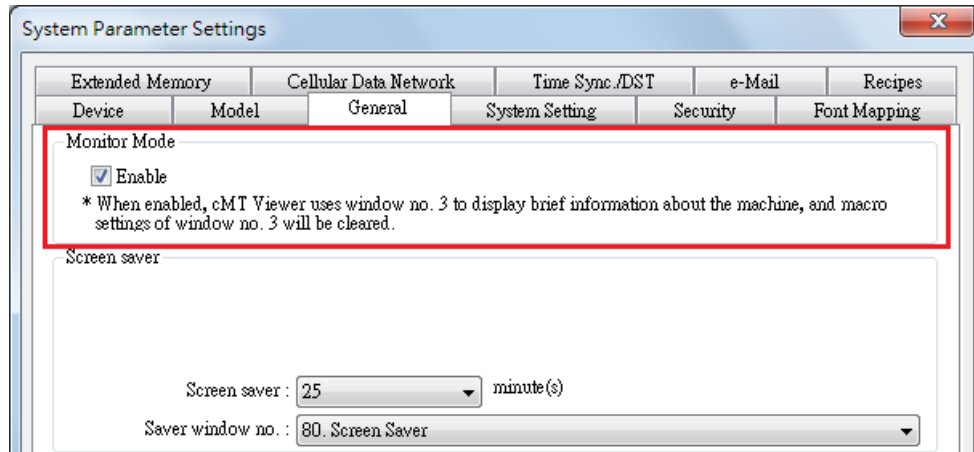 System Parameter Settings
Extended Memory Cellular Data Network Time Sync./DST e-Mail Recipes
Device Model General System Setting Security Font Mapping
Monitor Mode
Enable
* When enabled, cMT Viewer uses window no. 3 to display brief information about the machine, and macro
settings of window no. 3 will be cleared.
Screen saver
Screen saver : 25 minute(s)
Saver window no. : 80. Screen Saver